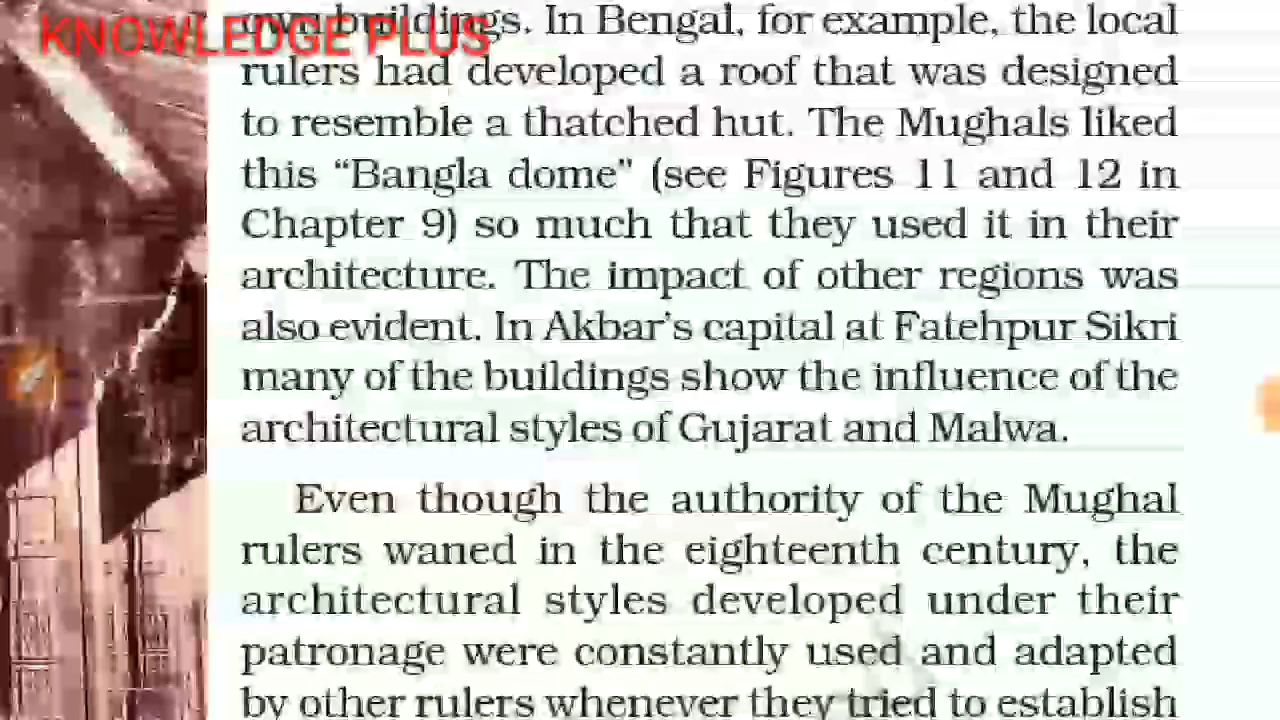 KNOWLEDGE PLUS
own buildings. In Bengal, for example, the local
rulers had developed a roof that was designed
to resemble a thatched hut. The Mughals liked
this “Bangla dome” (see Figures 11 and 12 in
Chapter 9) so much that they used it in their
architecture. The impact of other regions was
also evident. In Akbar’s capital at Fatehpur Sikri
many of the buildings show the influence of the
architectural styles of Gujarat and Malwa.
Even though the authority of the Mughal
rulers waned in the eighteenth century, the
architectural styles developed under their
patronage were constantly used and adapted
by other rulers whenever they tried to establish